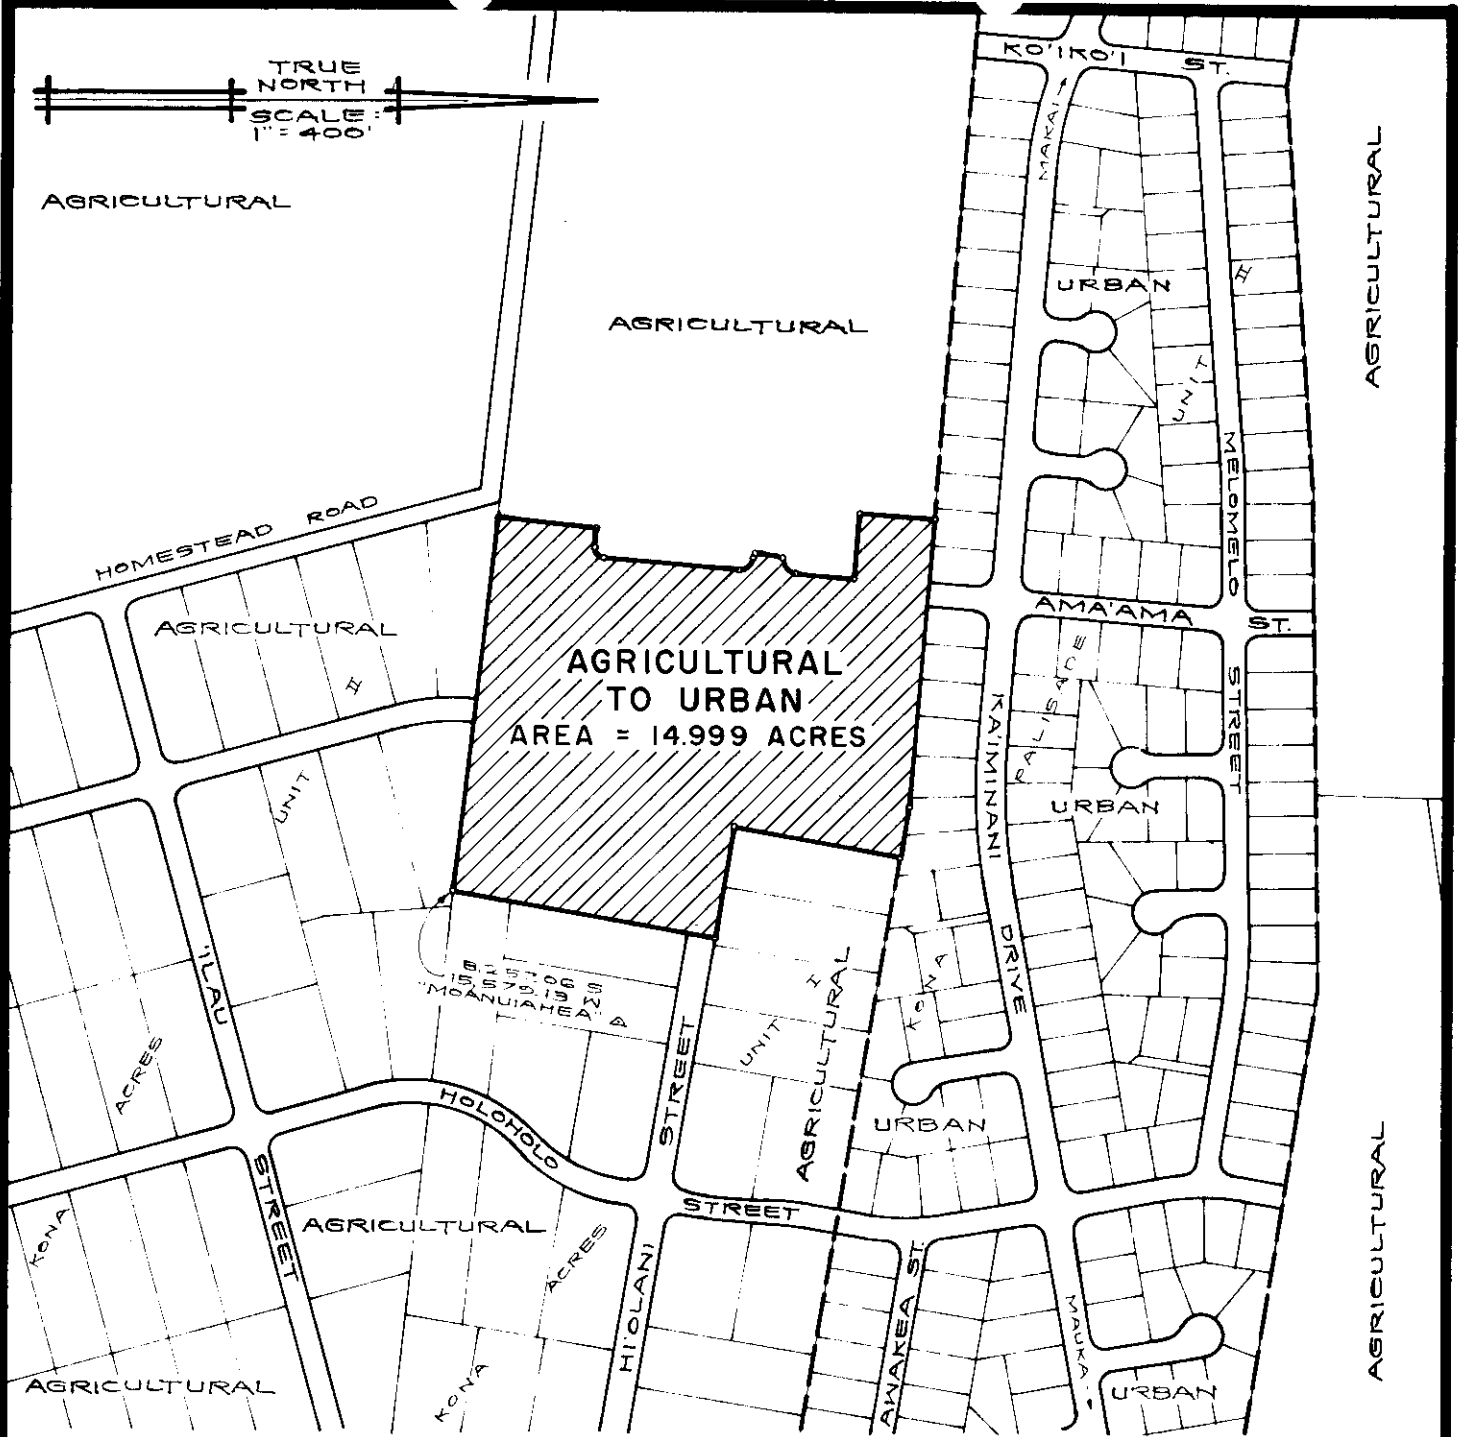 TRUE
NORTH
SCALE :
1" = 400'
KO'IKO'I ST.
MAKAI
AGRICULTURAL
AGRICULTURAL
AGRICULTURAL
URBAN
II
UNIT
MELOMELO
STREET
HOMESTEAD ROAD
AGRICULTURAL
II
UNIT
AGRICULTURAL
TO URBAN
AREA = 14.999 ACRES
AMA'AMA ST.
PALISADE
KA'IMINANI
DRIVE
URBAN
'ILAU
STREET
ACRES
KONA
"MOANUIAHEA" △
I
UNIT
AGRICULTURAL
KONA
URBAN
HOLOHOLO
STREET
STREET
HI'OLANI
AGRICULTURAL
ACRES
KONA
AWAKEA ST.
MAUKA
URBAN
AGRICULTURAL
AGRICULTURAL